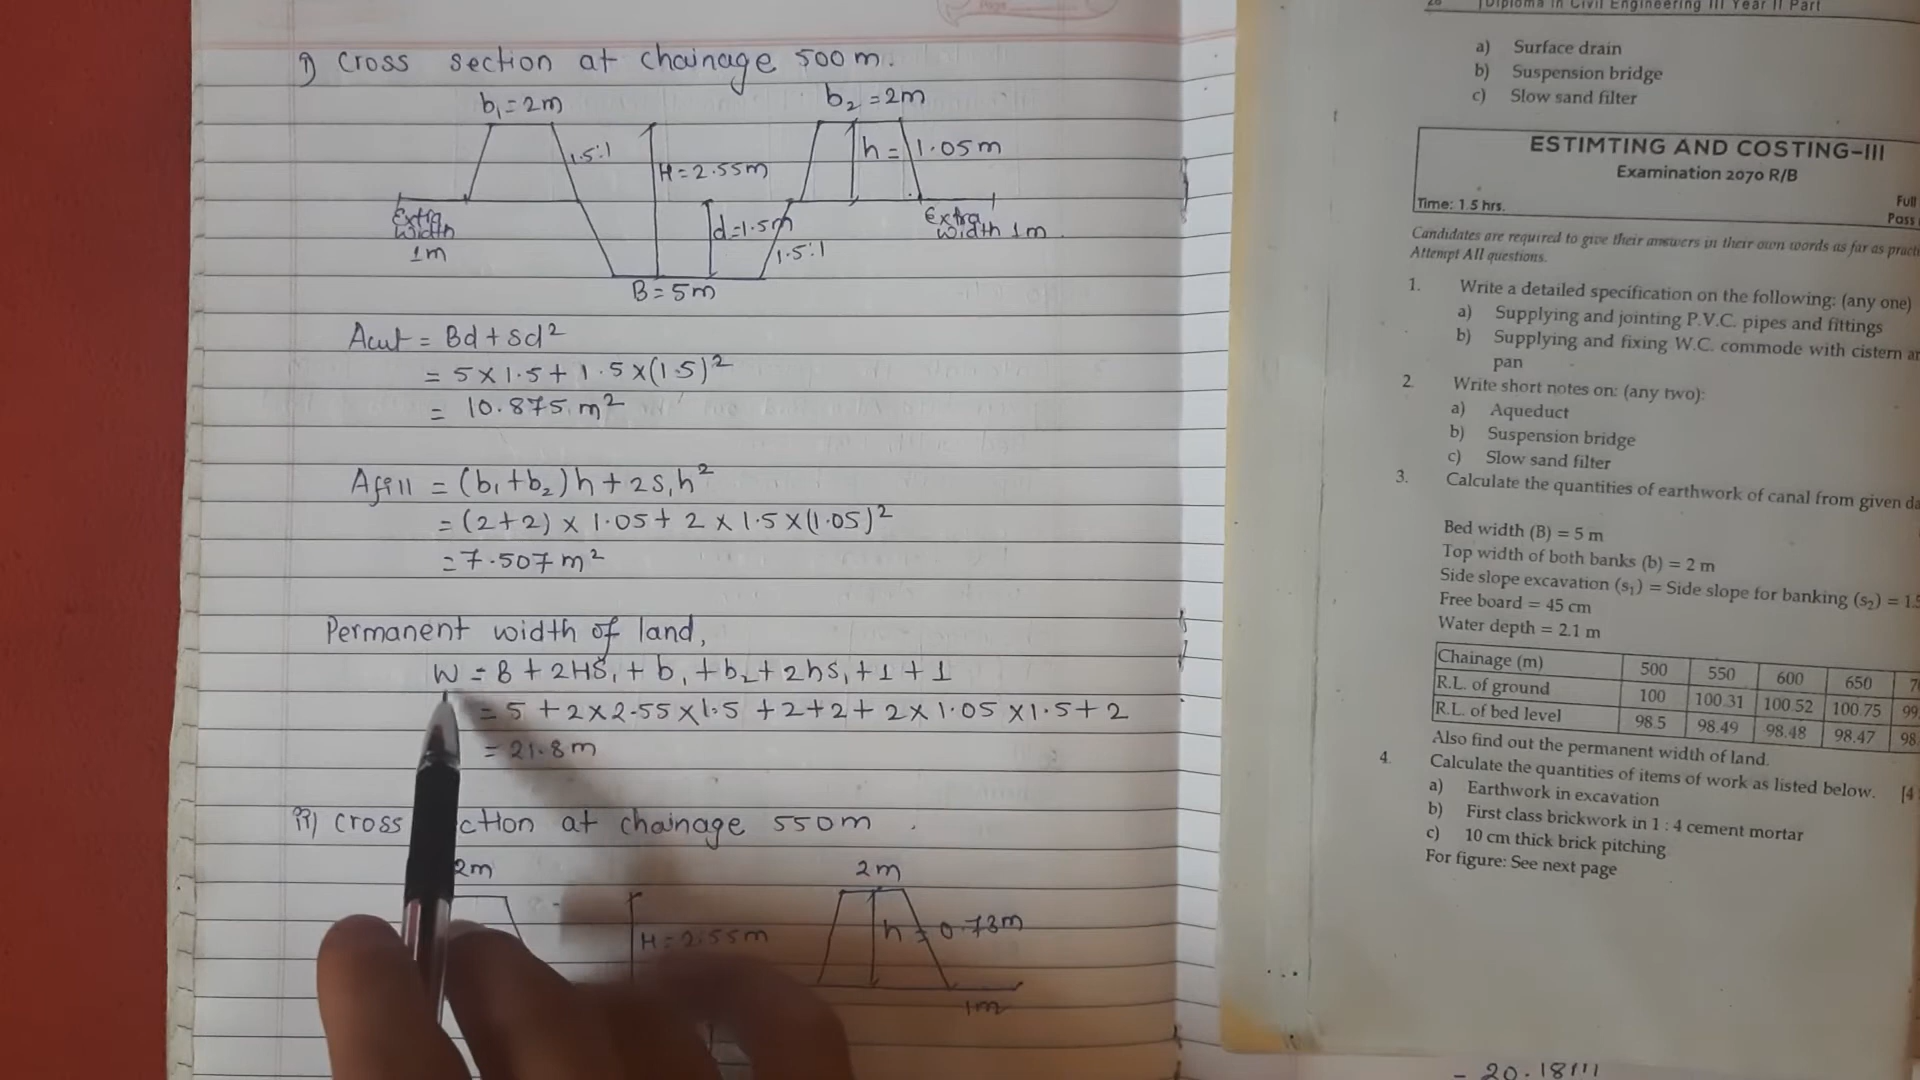 i) Cross section at chainage 500m.
b₁=2m
b₂=2m
1.5:1
H=2.55m
h=1.05m
Extra width 1m
d=1.5m
1.5:1
Extra width 1m.
B=5m
Acut = Bd+Sd²
= 5×1.5+1.5×(1.5)²
= 10.875 m²
Afill = (b₁+b₂)h+2S₁h²
=(2+2) × 1.05+ 2 × 1.5×(1.05)²
=7.507 m²
Permanent width of land,
W = B+2HS₁+b₁+b₂+2hS₁+1+1
= 5+2×2.55×1.5+2+2+2×1.05×1.5+2
= 21.8m
ii) Cross ction at chainage 550m.
2m
2m
H=2.55m
h=0.73m
1m
26 Diploma in Civil Engineering III Year II Part
a) Surface drain
b) Suspension bridge
c) Slow sand filter
ESTIMTING AND COSTING–III
Examination 2070 R/B
Time: 1.5 hrs.
Full
Pass
Candidates are required to give their answers in their own words as far as
Attempt All questions.
1. Write a detailed specification on the following: (any one)
a) Supplying and jointing P.V.C. pipes and fittings
b) Supplying and fixing W.C. commode with cistern
pan
2. Write short notes on: (any two):
a) Aqueduct
b) Suspension bridge
c) Slow sand filter
3. Calculate the quantities of earthwork of canal from given
Bed width (B) = 5 m
Top width of both banks (b) = 2 m
Side slope excavation (s₁) = Side slope for banking (s₂) =
Free board = 45 cm
Water depth = 2.1 m
Chainage (m) 500 550 600 650
R.L. of ground 100 100.31 100.52 100.75
R.L. of bed level 98.5 98.49 98.48 98.47
Also find out the permanent width of land.
4. Calculate the quantities of items of work as listed below. [4
a) Earthwork in excavation
b) First class brickwork in 1 : 4 cement mortar
c) 10 cm thick brick pitching
For figure: See next page